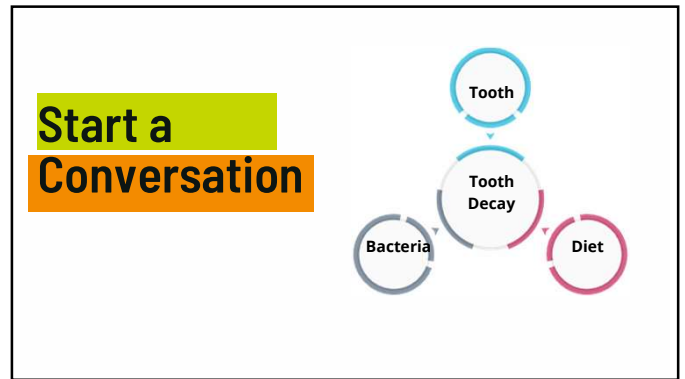 Start a
Conversation
Tooth
Tooth
Decay
Bacteria
Diet